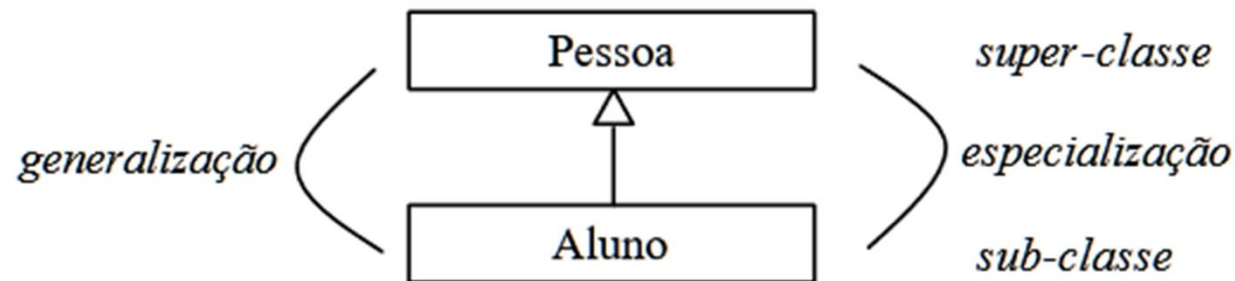 Pessoa
super-classe
generalização
especialização
Aluno
sub-classe